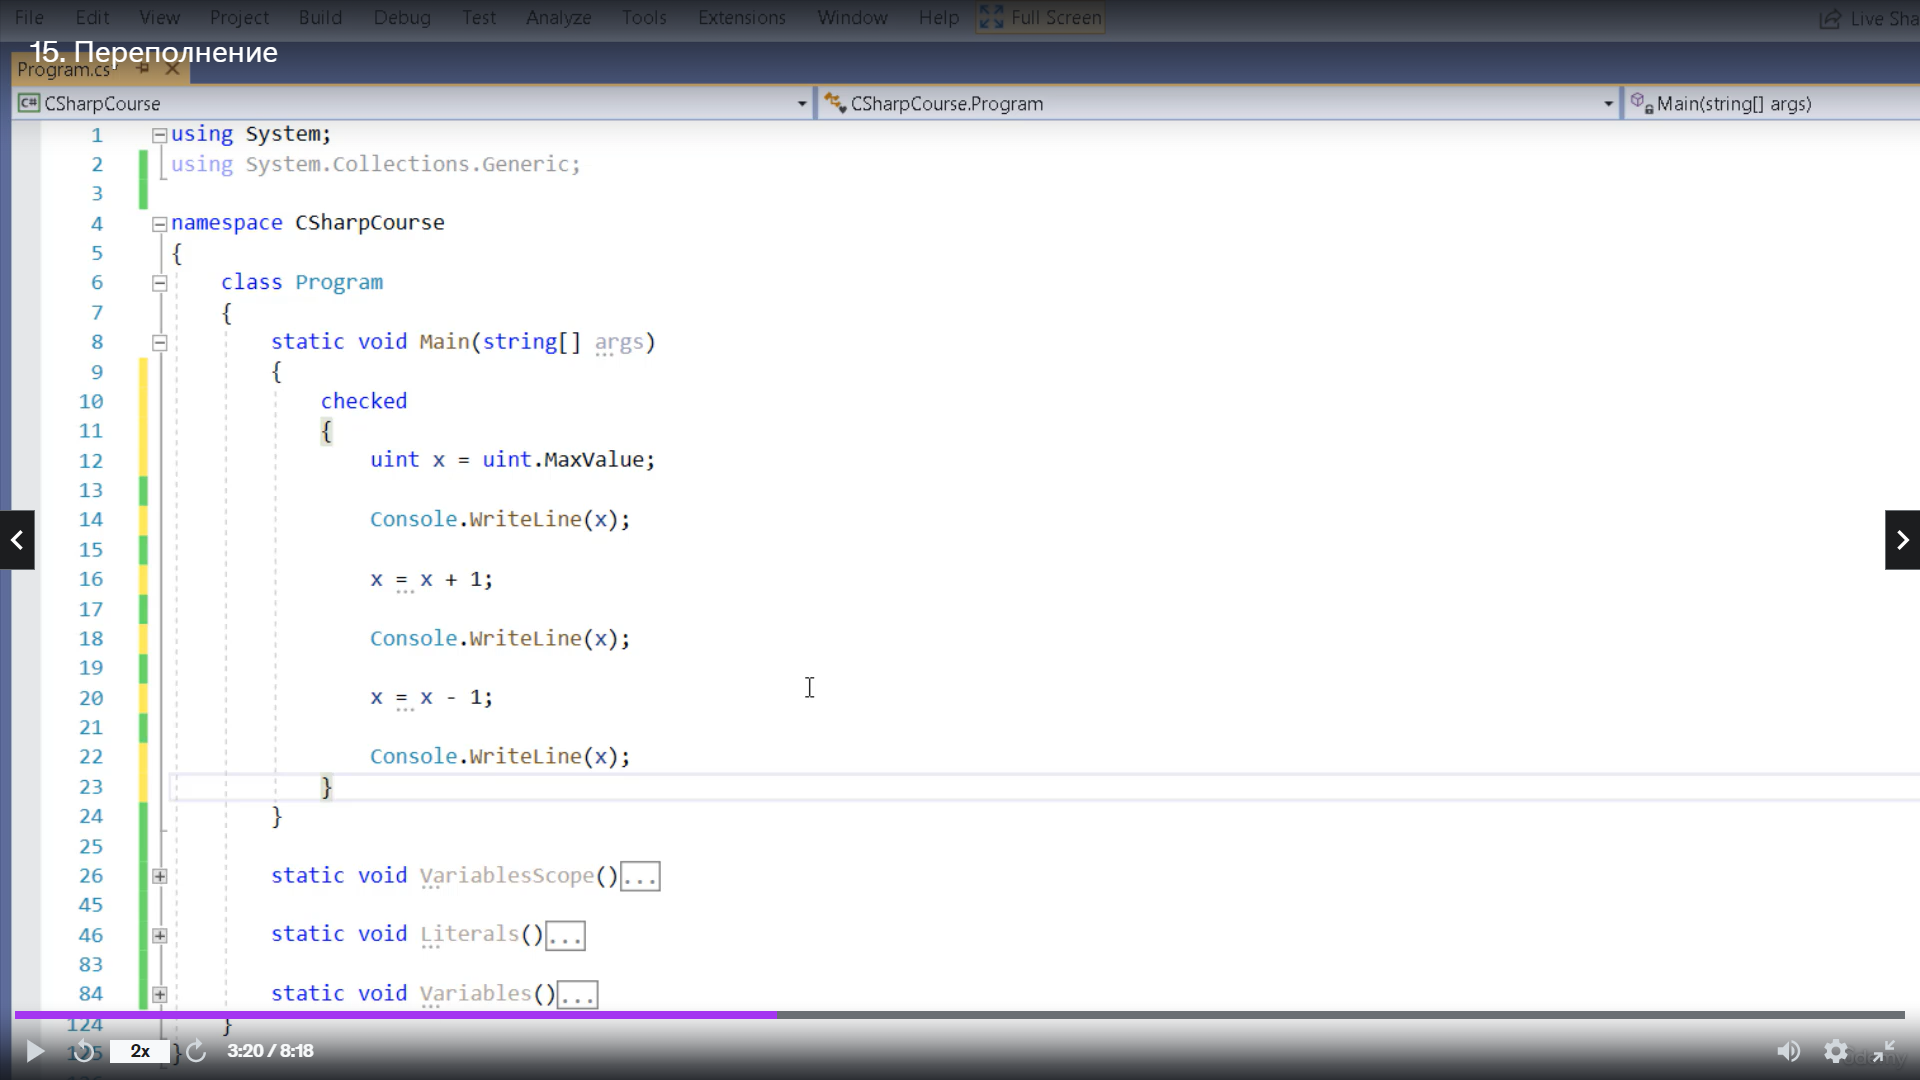 File Edit View Project Build Debug Test Analyze Tools Extensions Window Help Full Screen Live Sha
15. Переполнение
Program.cs*
C# CSharpCourse CSharpCourse.Program Main(string[] args)
1 using System;
2 using System.Collections.Generic;
3
4 namespace CSharpCourse
5 {
6 class Program
7 {
8 static void Main(string[] args)
9 {
10 checked
11 {
12 uint x = uint.MaxValue;
13
14 Console.WriteLine(x);
15
16 x = x + 1;
17
18 Console.WriteLine(x);
19
20 x = x - 1;
21
22 Console.WriteLine(x);
23 }
24 }
25
26 static void VariablesScope()...
45
46 static void Literals()...
83
84 static void Variables()...
124 }
125 }
2x 3:20 / 8:18
Udemy